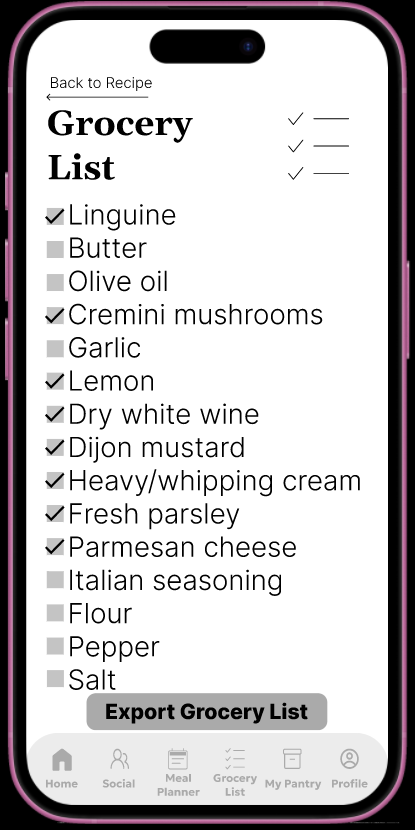 Back to Recipe
Grocery
List
Linguine
Butter
Olive oil
Cremini mushrooms
Garlic
Lemon
Dry white wine
Dijon mustard
Heavy/whipping cream
Fresh parsley
Parmesan cheese
Italian seasoning
Flour
Pepper
Salt
Export Grocery List
Home
Social
Meal
Planner
Grocery
List
My Pantry
Profile